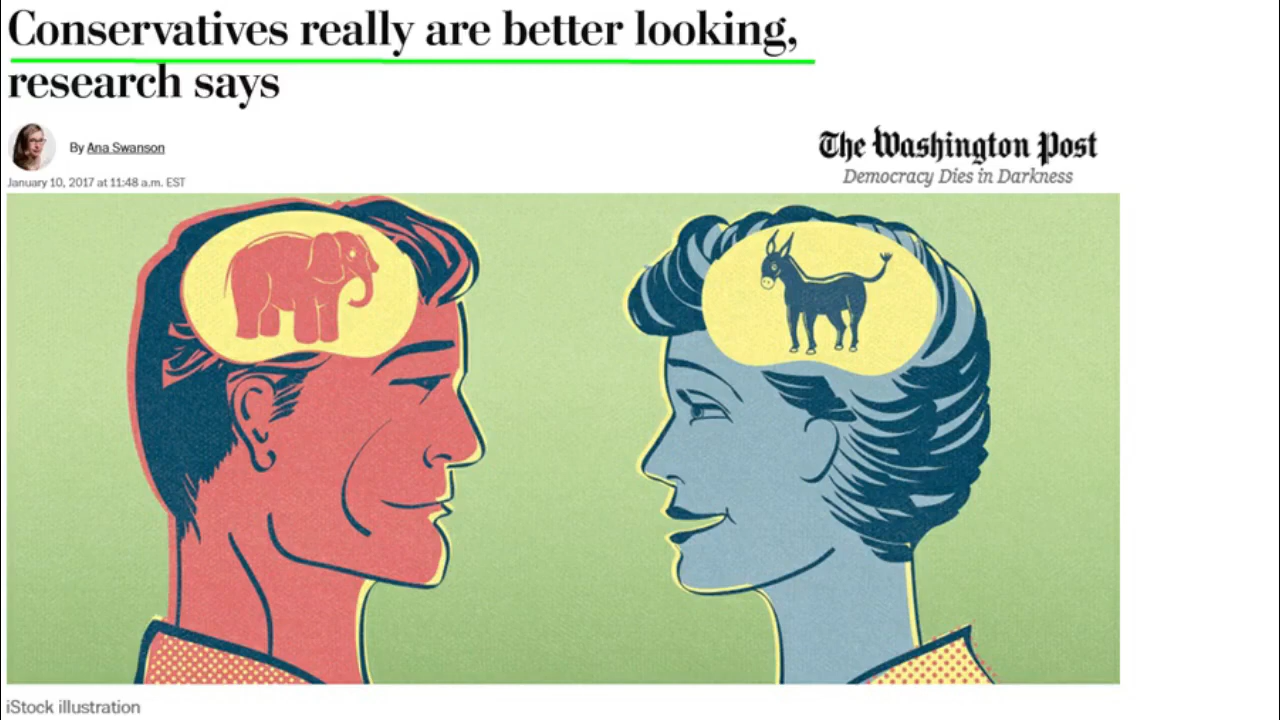 Conservatives really are better looking,
research says
By Ana Swanson
January 10, 2017 at 11:48 a.m. EST
The Washington Post
Democracy Dies in Darkness
iStock illustration